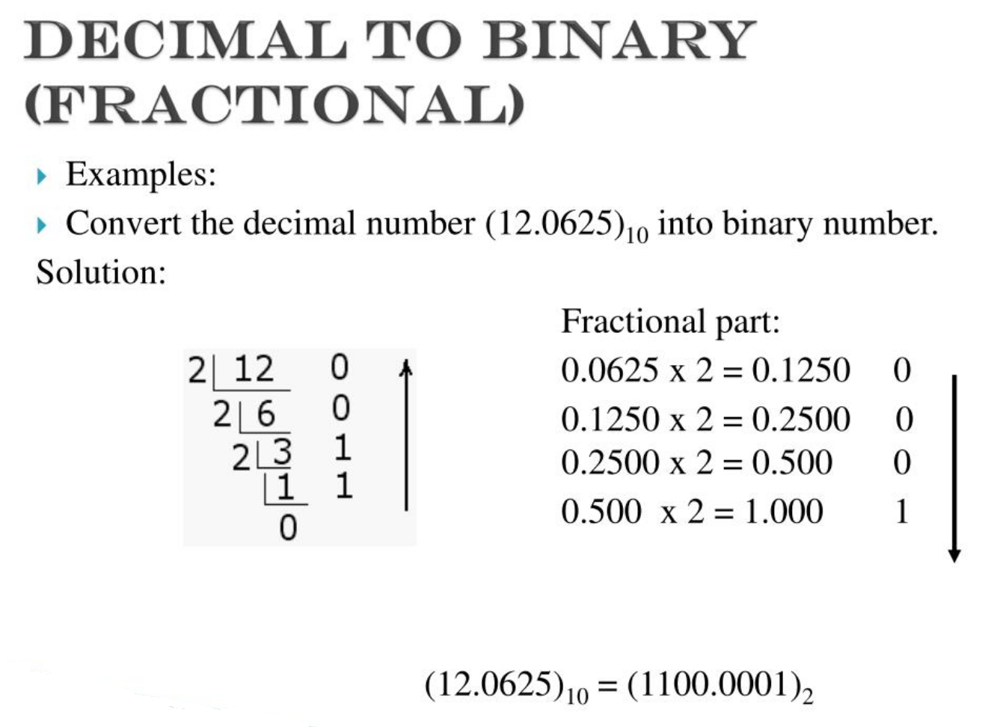 DECIMAL TO BINARY
(FRACTIONAL)
Examples:
Convert the decimal number (12.0625)₁₀ into binary number.
Solution:
2 12 0
2 6 0
2 3 1
1 1
0
Fractional part:
0.0625 x 2 = 0.1250 0
0.1250 x 2 = 0.2500 0
0.2500 x 2 = 0.500 0
0.500 x 2 = 1.000 1
(12.0625)₁₀ = (1100.0001)₂